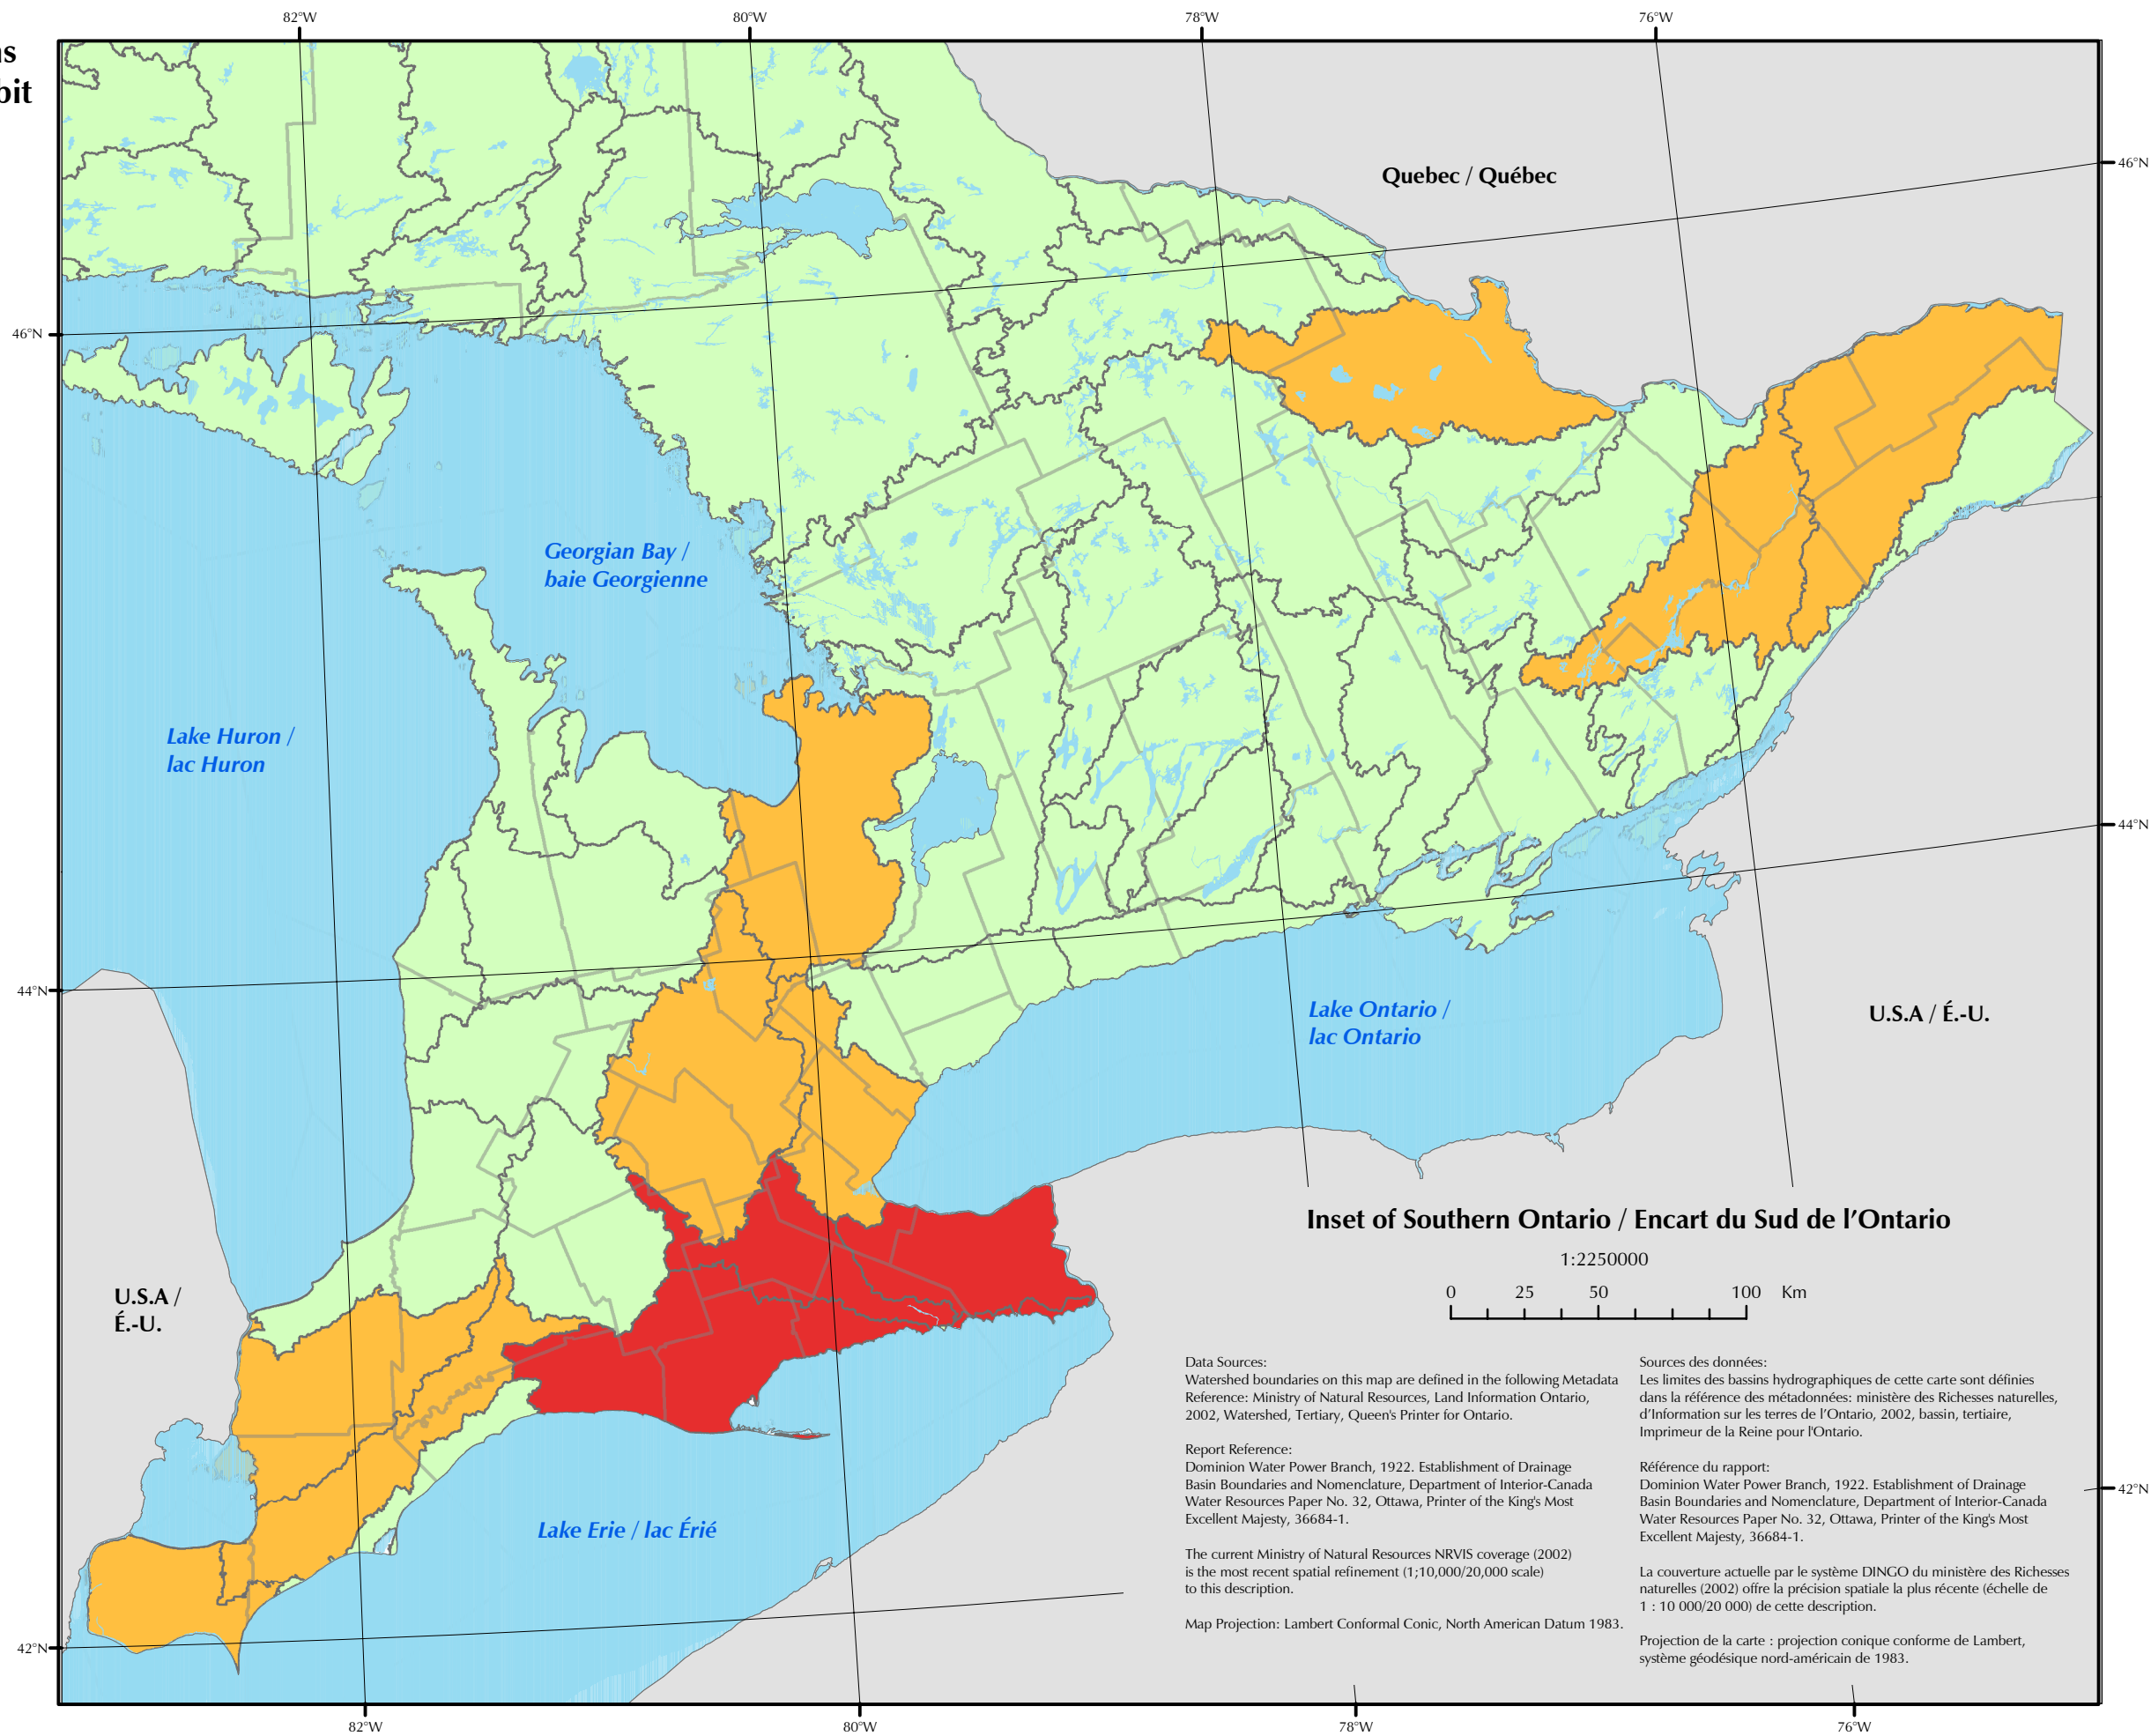 82°W
80°W
78°W
76°W
ns
bit
46°N
Quebec / Québec
46°N
Georgian Bay /
baie Georgienne
Lake Huron /
lac Huron
44°N
44°N
Lake Ontario /
lac Ontario
U.S.A / É.-U.
Inset of Southern Ontario / Encart du Sud de l’Ontario
1:2250000
0 25 50 100 Km
U.S.A /
É.-U.
Lake Erie / lac Érié
Data Sources:
Watershed boundaries on this map are defined in the following Metadata
Reference: Ministry of Natural Resources, Land Information Ontario,
2002, Watershed, Tertiary, Queen's Printer for Ontario.
Report Reference:
Dominion Water Power Branch, 1922. Establishment of Drainage
Basin Boundaries and Nomenclature, Department of Interior-Canada
Water Resources Paper No. 32, Ottawa, Printer of the King's Most
Excellent Majesty, 36684-1.
The current Ministry of Natural Resources NRVIS coverage (2002)
is the most recent spatial refinement (1;10,000/20,000 scale)
to this description.
Map Projection: Lambert Conformal Conic, North American Datum 1983.
Sources des données:
Les limites des bassins hydrographiques de cette carte sont définies
dans la référence des métadonnées: ministère des Richesses naturelles,
d’Information sur les terres de l’Ontario, 2002, bassin, tertiaire,
Imprimeur de la Reine pour l'Ontario.
Référence du rapport:
Dominion Water Power Branch, 1922. Establishment of Drainage
Basin Boundaries and Nomenclature, Department of Interior-Canada
Water Resources Paper No. 32, Ottawa, Printer of the King's Most
Excellent Majesty, 36684-1.
La couverture actuelle par le système DINGO du ministère des Richesses
naturelles (2002) offre la précision spatiale la plus récente (échelle de
1 : 10 000/20 000) de cette description.
Projection de la carte : projection conique conforme de Lambert,
système géodésique nord-américain de 1983.
42°N
42°N
82°W
80°W
78°W
76°W